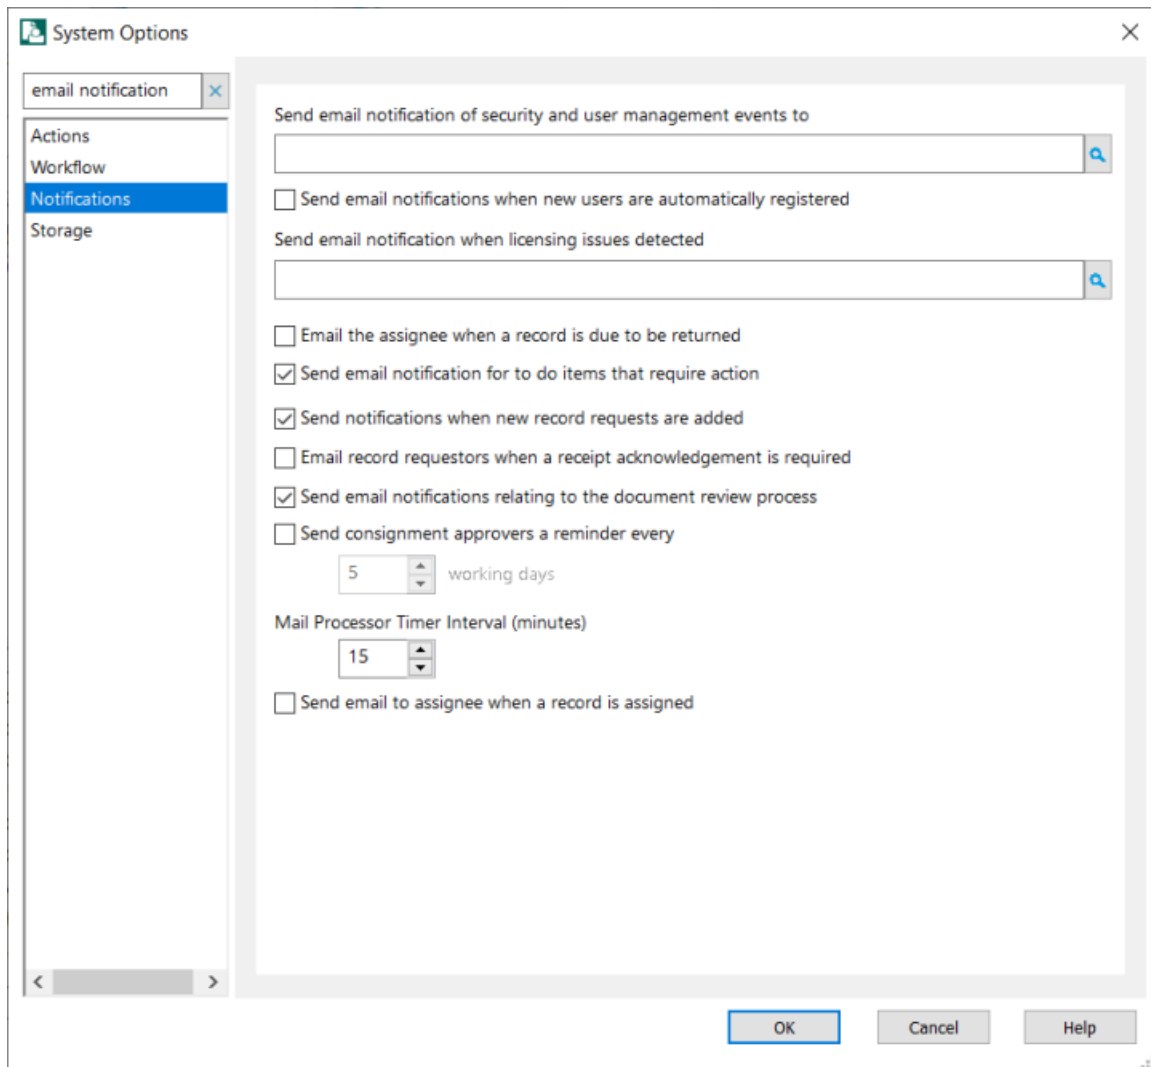 System Options
email notification
Actions
Workflow
Notifications
Storage
Send email notification of security and user management events to
Send email notifications when new users are automatically registered
Send email notification when licensing issues detected
Email the assignee when a record is due to be returned
Send email notification for to do items that require action
Send notifications when new record requests are added
Email record requestors when a receipt acknowledgement is required
Send email notifications relating to the document review process
Send consignment approvers a reminder every
5 working days
Mail Processor Timer Interval (minutes)
15
Send email to assignee when a record is assigned
OK Cancel Help